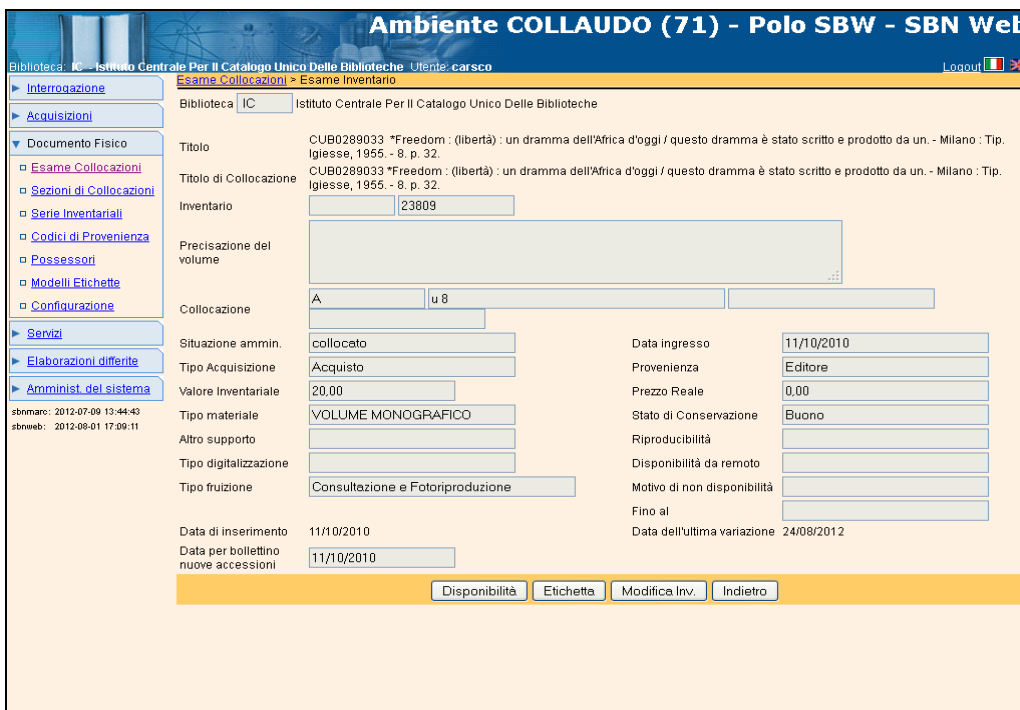 Ambiente COLLAUDO (71) - Polo SBW - SBN Web
Biblioteca: IC - Istituto Centrale Per Il Catalogo Unico Delle Biblioteche Utente: carsco
Logout
Interrogazione
Acquisizioni
Documento Fisico
Esame Collocazioni
Sezioni di Collocazioni
Serie Inventariali
Codici di Provenienza
Possessori
Modelli Etichette
Configurazione
Servizi
Elaborazioni differite
Amminist. del sistema
sbnmarc: 2012-07-09 13:44:43
sbnweb: 2012-08-01 17:09:11
Esame Collocazioni > Esame Inventario
Biblioteca IC Istituto Centrale Per Il Catalogo Unico Delle Biblioteche
Titolo CUB0289033 *Freedom : (libertà) : un dramma dell'Africa d'oggi / questo dramma è stato scritto e prodotto da un. - Milano : Tip.
Igiesse, 1955. - 8. p. 32.
Titolo di Collocazione CUB0289033 *Freedom : (libertà) : un dramma dell'Africa d'oggi / questo dramma è stato scritto e prodotto da un. - Milano : Tip.
Igiesse, 1955. - 8. p. 32.
Inventario 23809
Precisazione del
volume
Collocazione A u 8
Situazione ammin. collocato Data ingresso 11/10/2010
Tipo Acquisizione Acquisto Provenienza Editore
Valore Inventariale 20,00 Prezzo Reale 0,00
Tipo materiale VOLUME MONOGRAFICO Stato di Conservazione Buono
Altro supporto Riproducibilità
Tipo digitalizzazione Disponibilità da remoto
Tipo fruizione Consultazione e Fotoriproduzione Motivo di non disponibilità
Fino al
Data di inserimento 11/10/2010 Data dell'ultima variazione 24/08/2012
Data per bollettino
nuove accessioni 11/10/2010
Disponibilità Etichetta Modifica Inv. Indietro